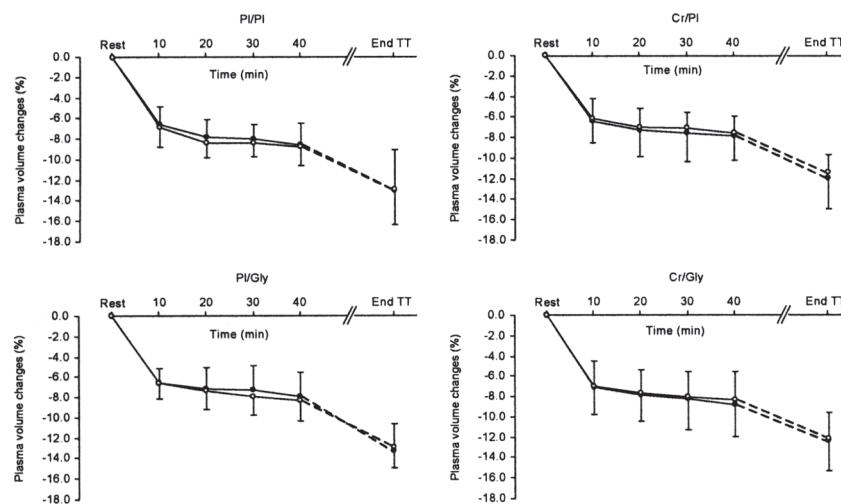 Pl/Pl
Rest 10 20 30 40 End TT
Time (min)
Plasma volume changes (%)
0.0
-2.0
-4.0
-6.0
-8.0
-10.0
-12.0
-14.0
-16.0
-18.0
Cr/Pl
Rest 10 20 30 40 End TT
Time (min)
Plasma volume changes (%)
0.0
-2.0
-4.0
-6.0
-8.0
-10.0
-12.0
-14.0
-16.0
-18.0
Pl/Gly
Rest 10 20 30 40 End TT
Time (min)
Plasma volume changes (%)
0.0
-2.0
-4.0
-6.0
-8.0
-10.0
-12.0
-14.0
-16.0
-18.0
Cr/Gly
Rest 10 20 30 40 End TT
Time (min)
Plasma volume changes (%)
0.0
-2.0
-4.0
-6.0
-8.0
-10.0
-12.0
-14.0
-16.0
-18.0